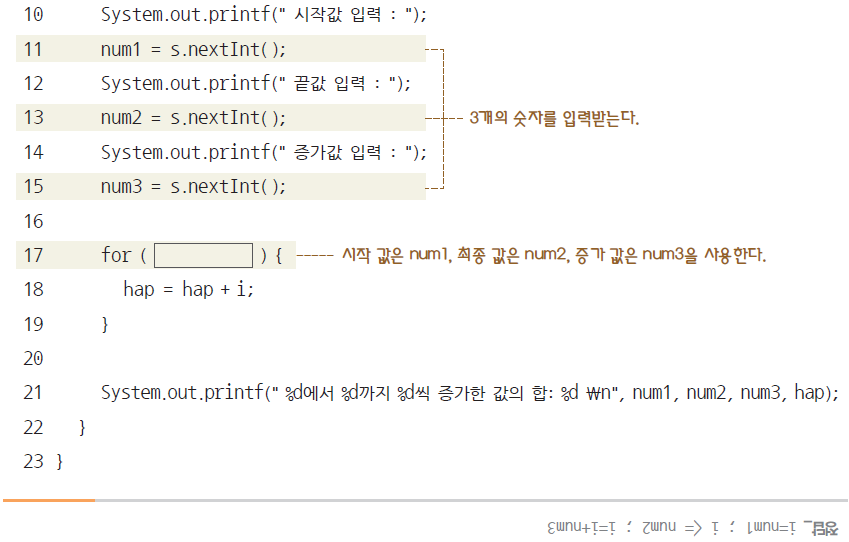 10 System.out.printf(" 시작값 입력 : ");
11 num1 = s.nextInt();
12 System.out.printf(" 끝값 입력 : ");
13 num2 = s.nextInt(); 3개의 숫자를 입력받는다.
14 System.out.printf(" 증가값 입력 : ");
15 num3 = s.nextInt();
16
17 for ( ) { 시작 값은 num1, 최종 값은 num2, 증가 값은 num3을 사용한다.
18 hap = hap + i;
19 }
20
21 System.out.printf(" %d에서 %d까지 %d씩 증가한 값의 합: %d ₩n", num1, num2, num3, hap);
22 }
23 }
정답_ i=num1 ; i <= num2 ; i=i+num3